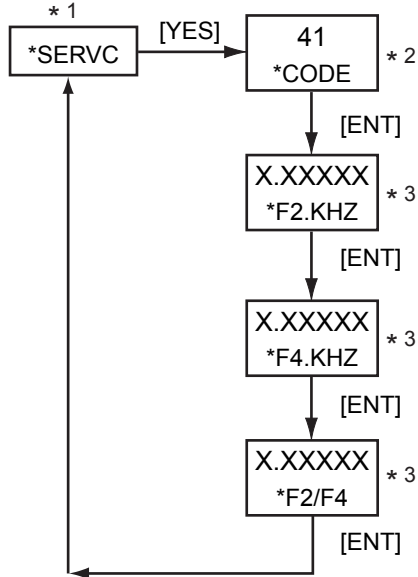 * 1
*SERVC
[YES]
41
*CODE
* 2
[ENT]
X.XXXXX
*F2.KHZ
* 3
[ENT]
X.XXXXX
*F4.KHZ
* 3
[ENT]
X.XXXXX
*F2/F4
* 3
[ENT]